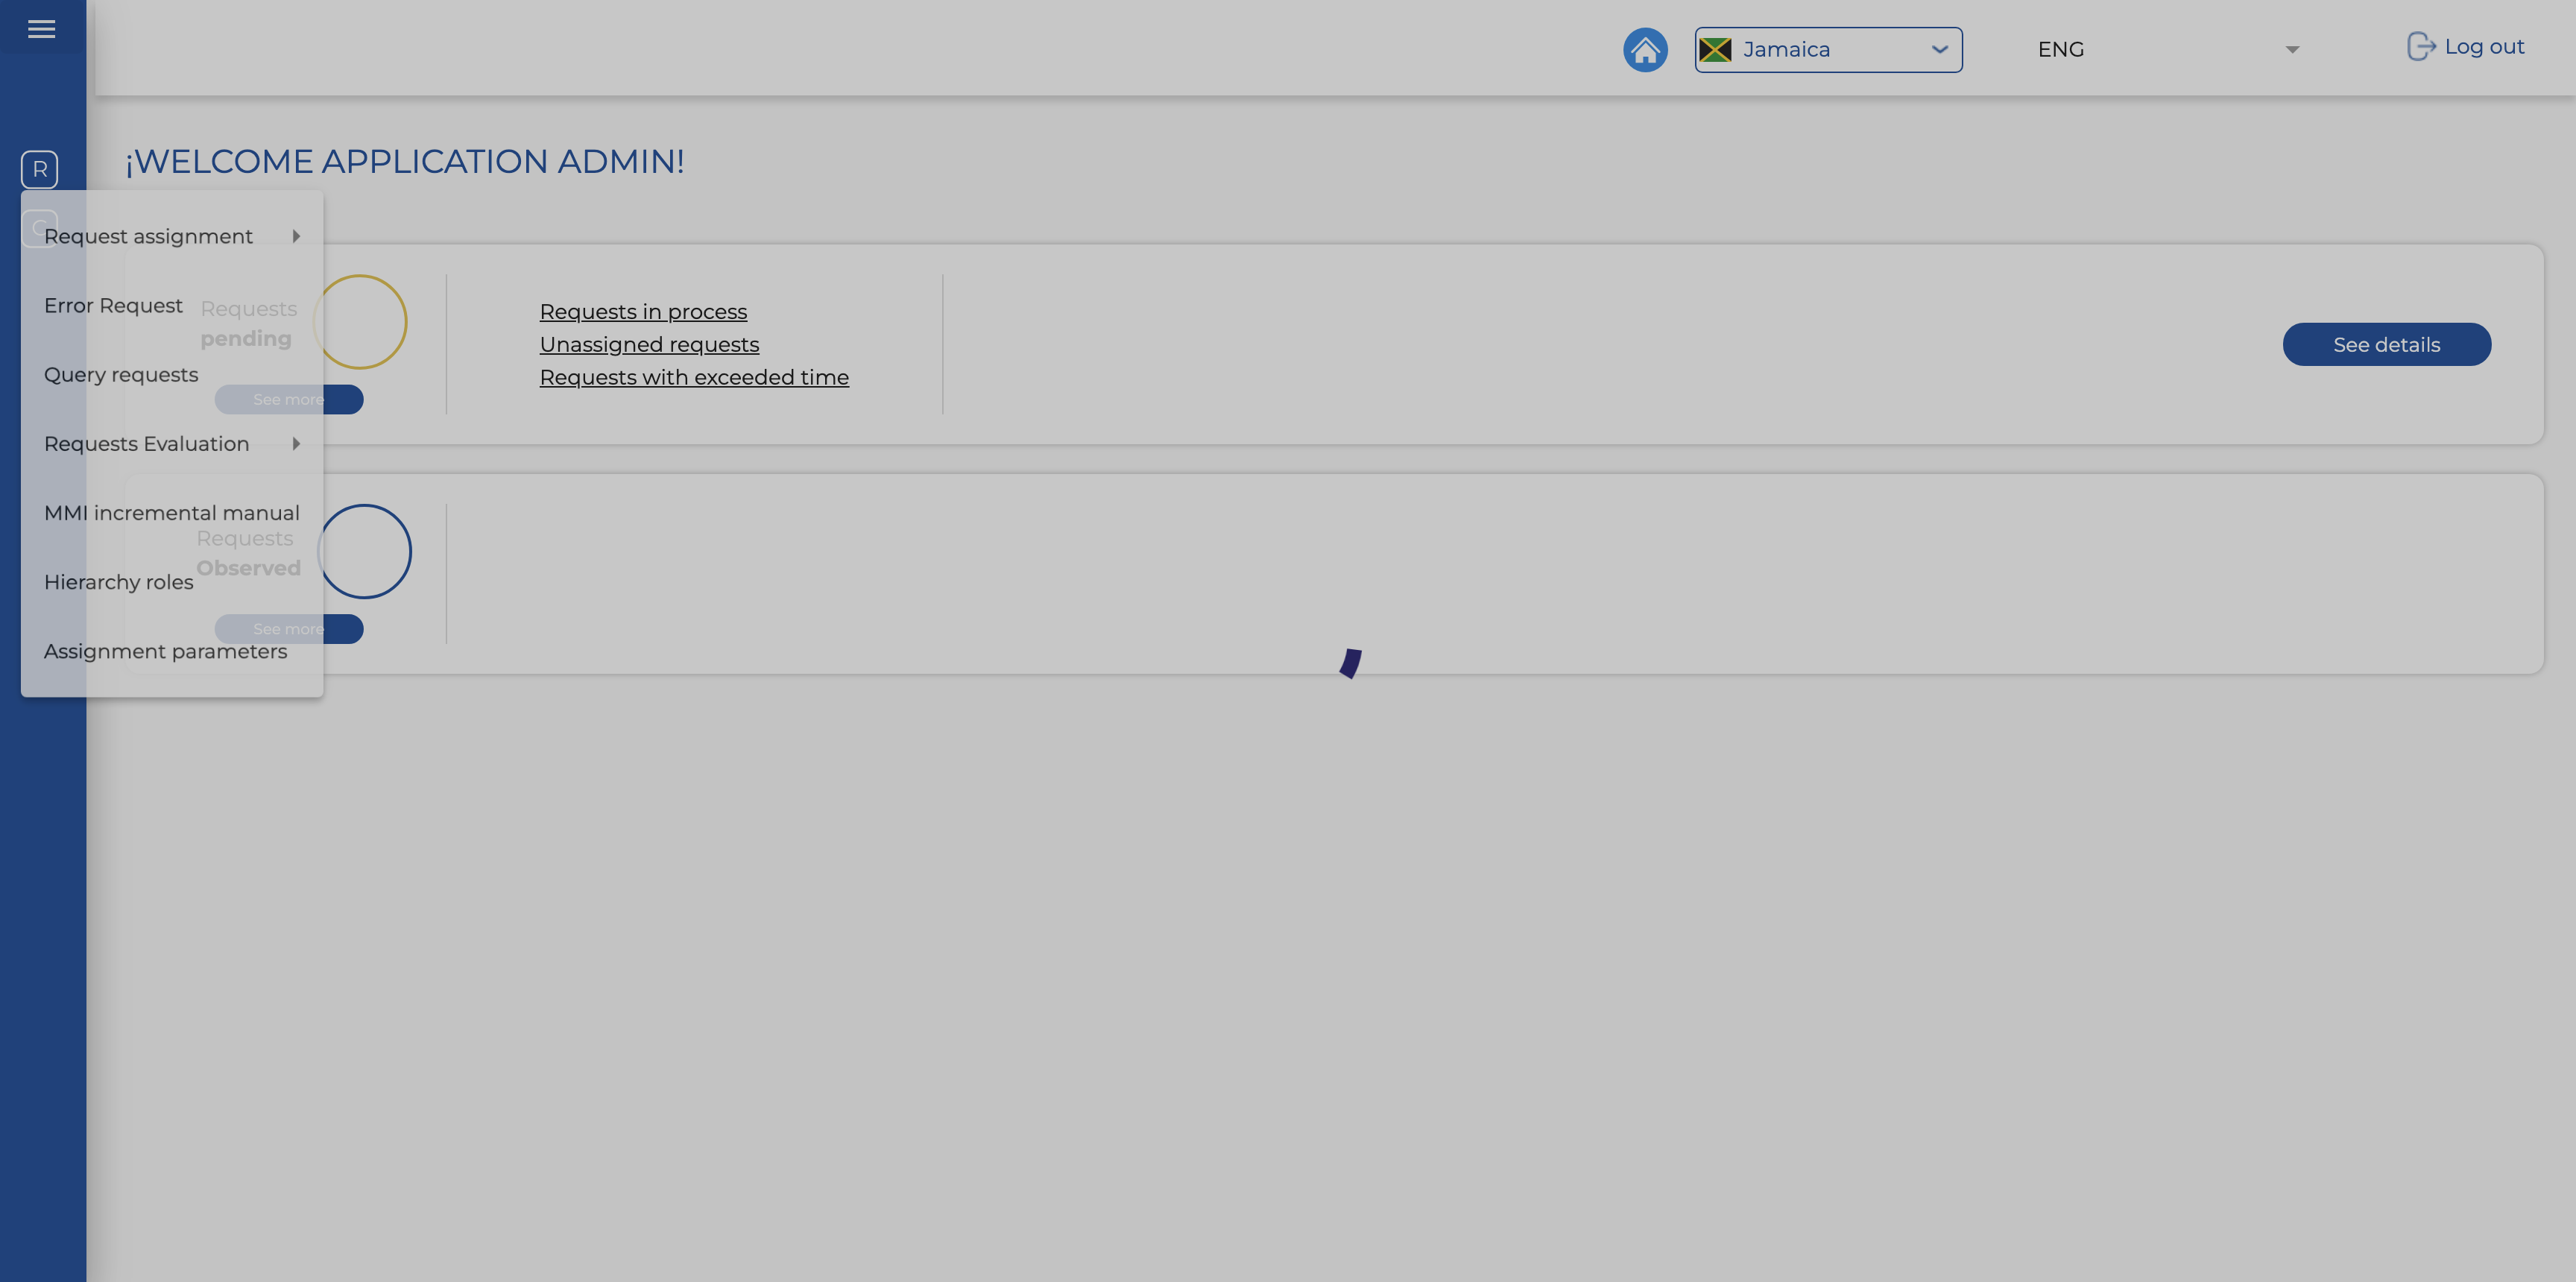 Jamaica
ENG
Log out
R
¡WELCOME APPLICATION ADMIN!
C
Request assignment
Error Request
Query requests
Requests Evaluation
MMI incremental manual
Hierarchy roles
Assignment parameters
Requests
pending
See more
Requests in process
Unassigned requests
Requests with exceeded time
See details
Requests
Observed
See more